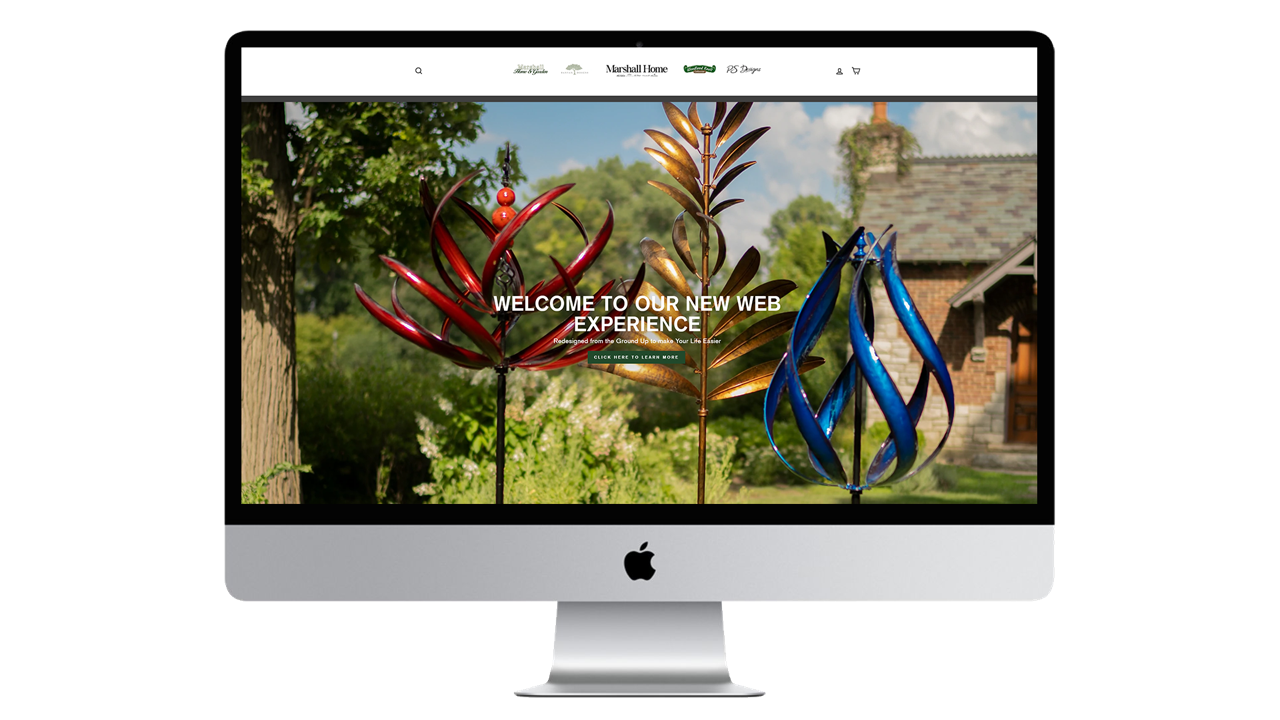 Marshall
Home & Garden
Marshall Home
RS Designs
WELCOME TO OUR NEW WEB
EXPERIENCE
Redesigned from the Ground Up to make Your Life Easier
CLICK HERE TO LEARN MORE